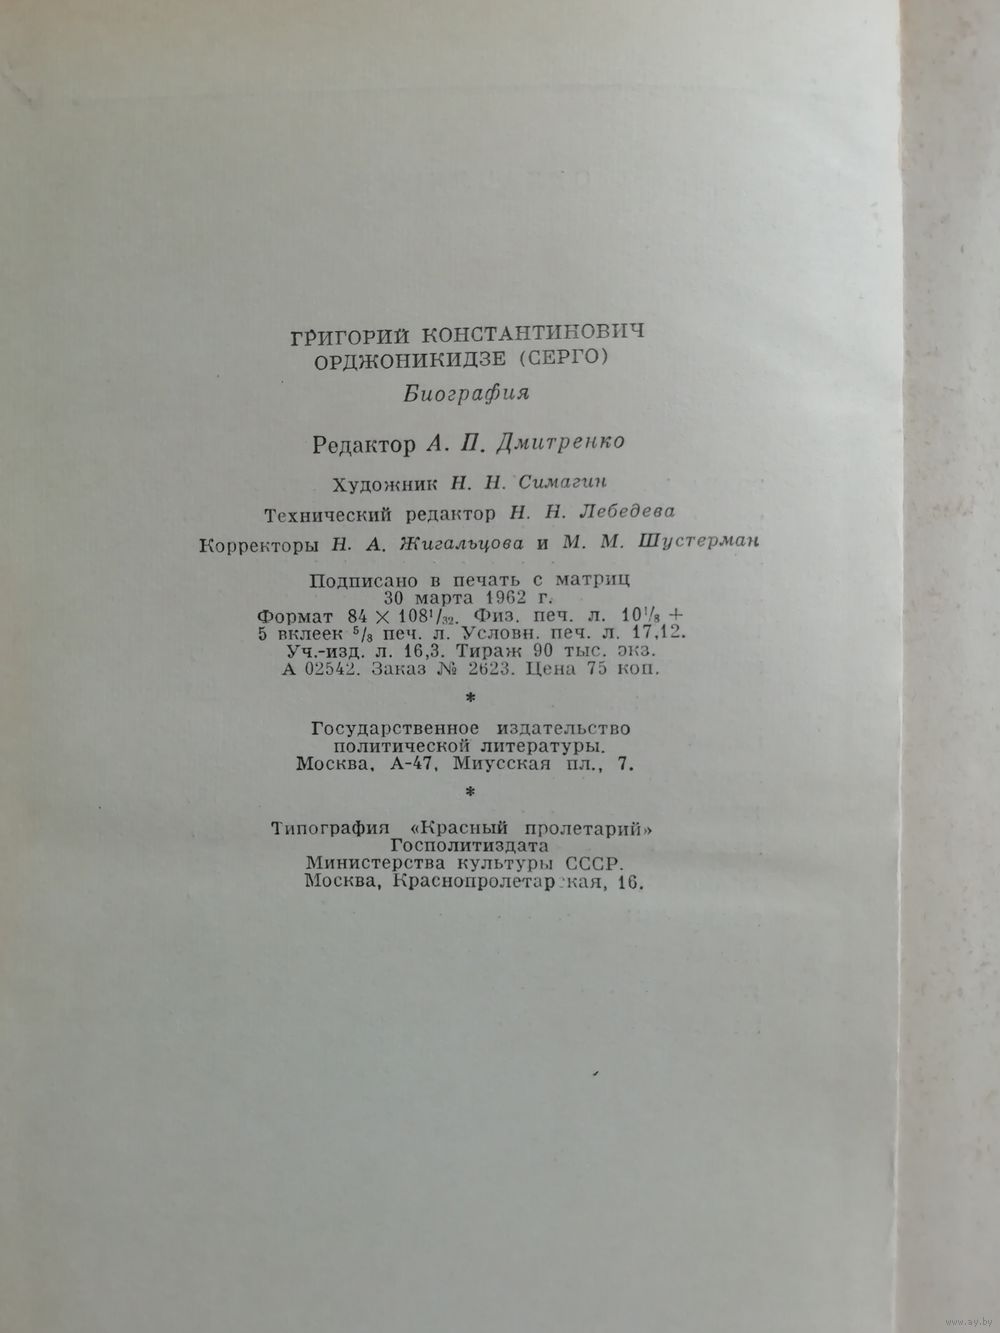 ГРИГОРИЙ КОНСТАНТИНОВИЧ
ОРДЖОНИКИДЗЕ (СЕРГО)
Биография
Редактор А. П. Дмитренко
Художник Н. Н. Симагин
Технический редактор Н. Н. Лебедева
Корректоры Н. А. Жигальцова и М. М. Шустерман
Подписано в печать с матриц
30 марта 1962 г.
Формат 84 × 108¹/₃₂. Физ. печ. л. 10¹/₈ +
5 вклеек ⁵/₈ печ. л. Условн. печ. л. 17,12.
Уч.-изд. л. 16,3. Тираж 90 тыс. экз.
А 02542. Заказ № 2623. Цена 75 коп.
*
Государственное издательство
политической литературы.
Москва, А-47, Миусская пл., 7.
*
Типография «Красный пролетарий»
Госполитиздата
Министерства культуры СССР.
Москва, Краснопролетарская, 16.
www.ay.by